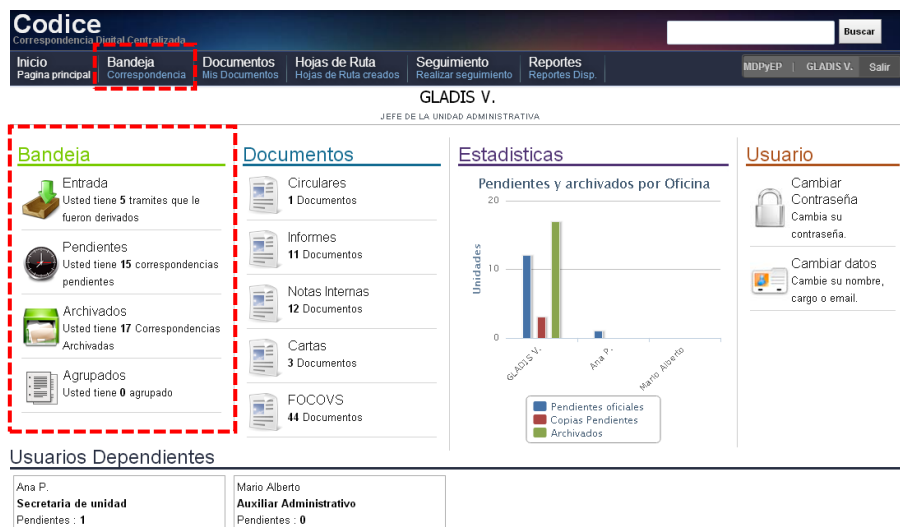 Codice
Correspondencia Digital Centralizada
Buscar
Inicio
Pagina principal
Bandeja
Correspondencia
Documentos
Mis Documentos
Hojas de Ruta
Hojas de Ruta creados
Seguimiento
Realizar seguimiento
Reportes
Reportes Disp.
MDPyEP | GLADIS V. Salir
GLADIS V.
JEFE DE LA UNIDAD ADMINISTRATIVA
Bandeja
Entrada
Usted tiene 5 tramites que le
fueron derivados
Pendientes
Usted tiene 15 correspondencias
pendientes
Archivados
Usted tiene 17 Correspondencias
Archivadas
Agrupados
Usted tiene 0 agrupado
Documentos
Circulares
1 Documentos
Informes
11 Documentos
Notas Internas
12 Documentos
Cartas
3 Documentos
FOCOVS
44 Documentos
Estadisticas
Pendientes y archivados por Oficina
Unidades
20
10
0
GLADIS V.
Ana P.
Mario Alberto
Pendientes oficiales
Copias Pendientes
Archivados
Usuario
Cambiar
Contraseña
Cambia su
contraseña.
Cambiar datos
Cambie su nombre,
cargo o email.
Usuarios Dependientes
Ana P.
Secretaria de unidad
Pendientes : 1
Mario Alberto
Auxiliar Administrativo
Pendientes : 0